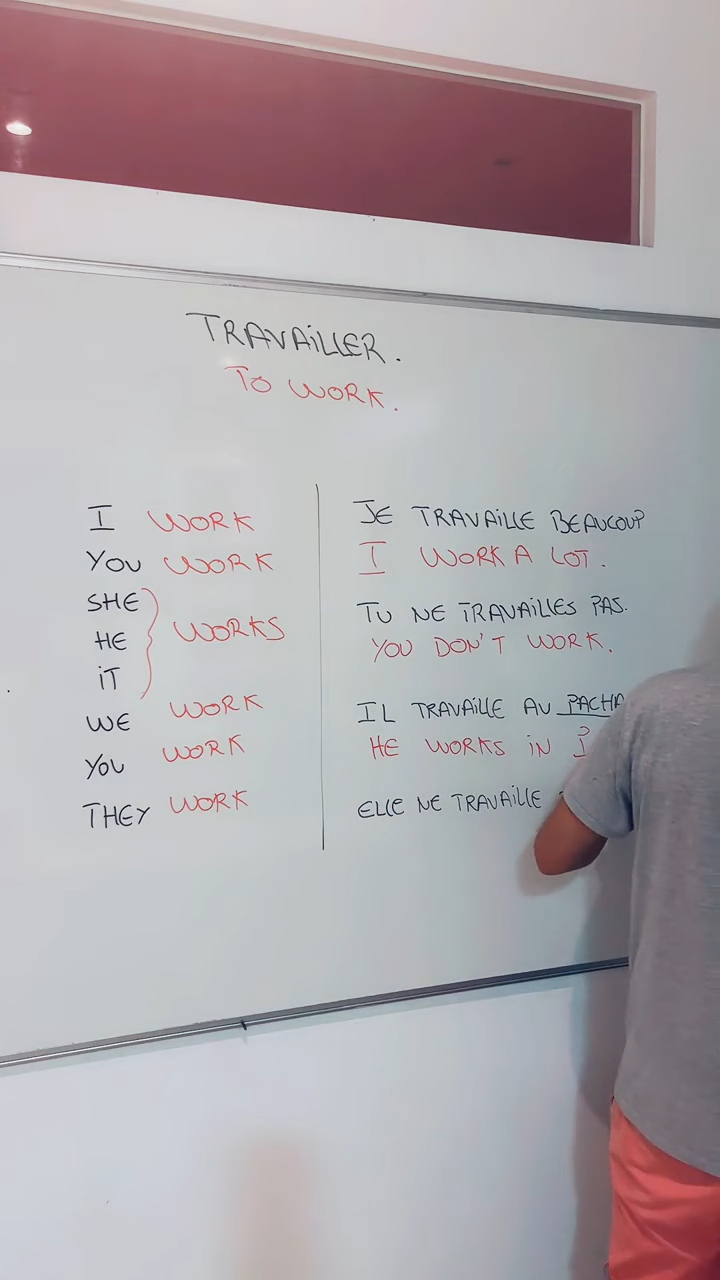 TRAVAILLER.
TO WORK.
I WORK
YOU WORK
SHE
HE
IT
WORKS
WE WORK
YOU WORK
THEY WORK
JE TRAVAILLE BEAUCOUP
I WORK A LOT.
TU NE TRAVAILLES PAS.
YOU DON'T WORK.
IL TRAVAILLE AU PACHA
HE WORKS IN
ELLE NE TRAVAILLE